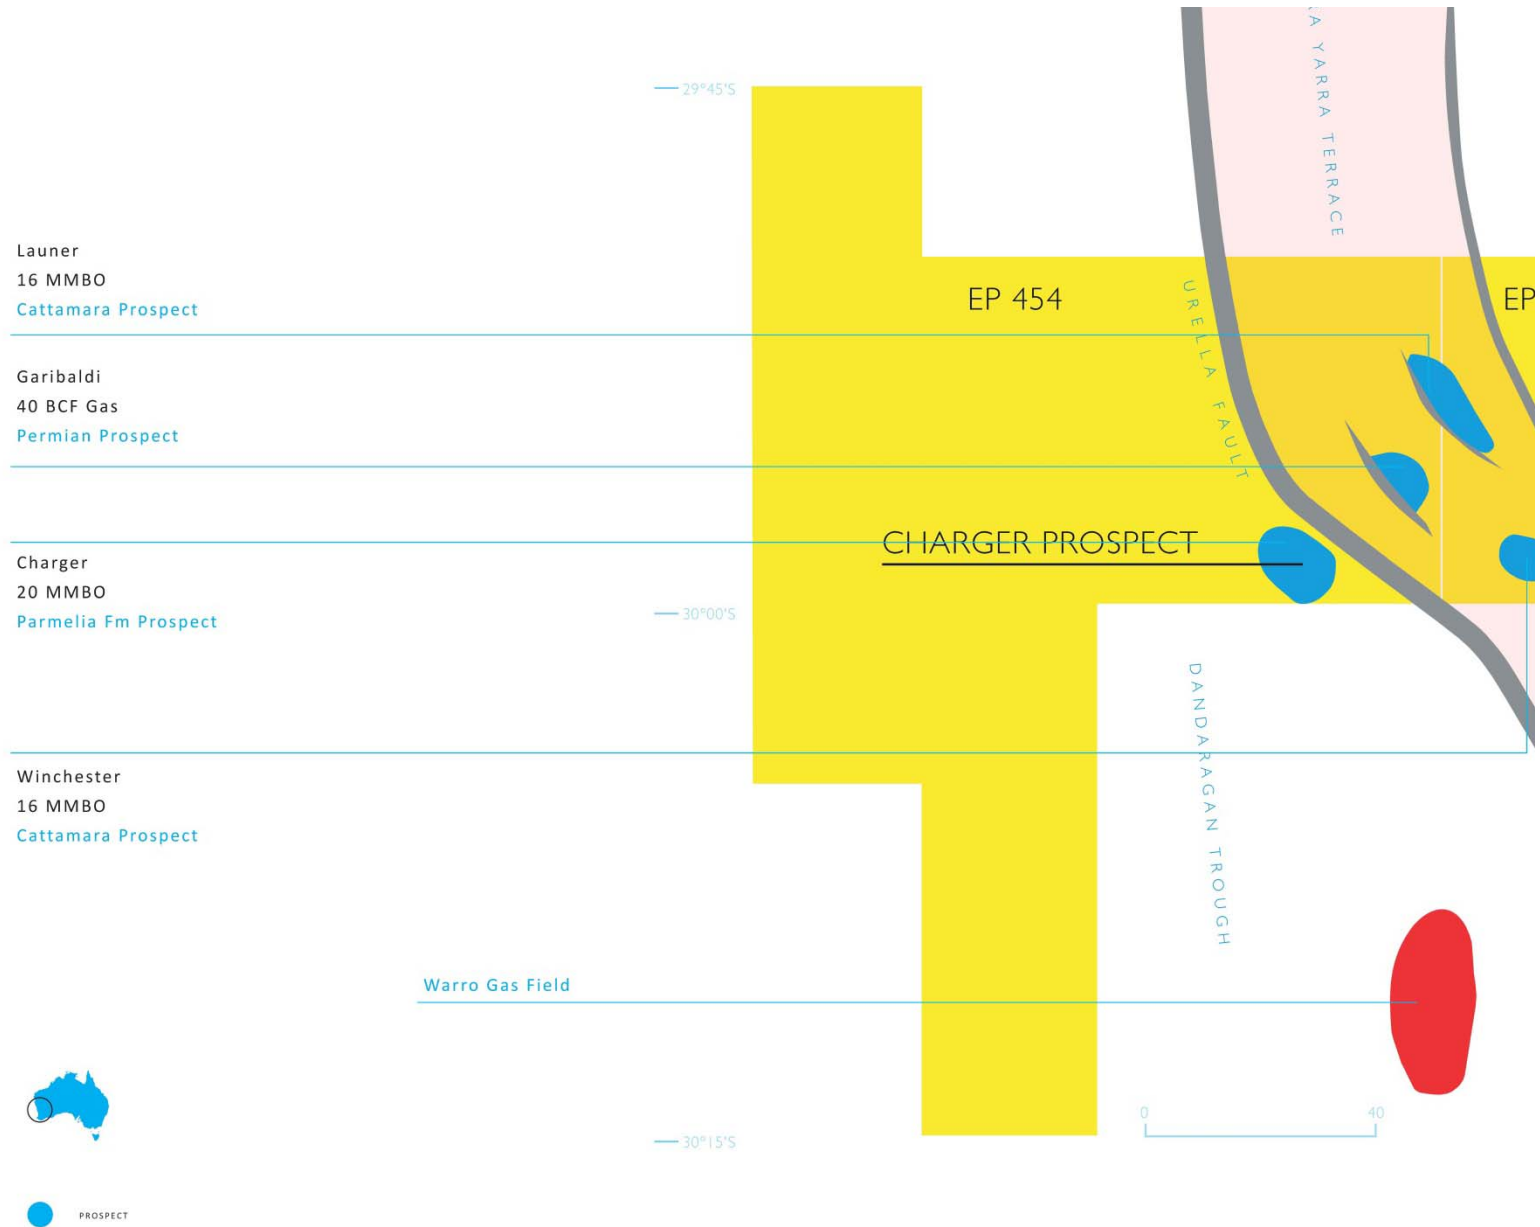 A YARRA TERRACE
29°45'S
Launer
16 MMBO
Cattamara Prospect
EP 454
EP
URELLA FAULT
Garibaldi
40 BCF Gas
Permian Prospect
CHARGER PROSPECT
Charger
20 MMBO
Parmelia Fm Prospect
30°00'S
DANDARAGAN TROUGH
Winchester
16 MMBO
Cattamara Prospect
Warro Gas Field
0 40
30°15'S
PROSPECT